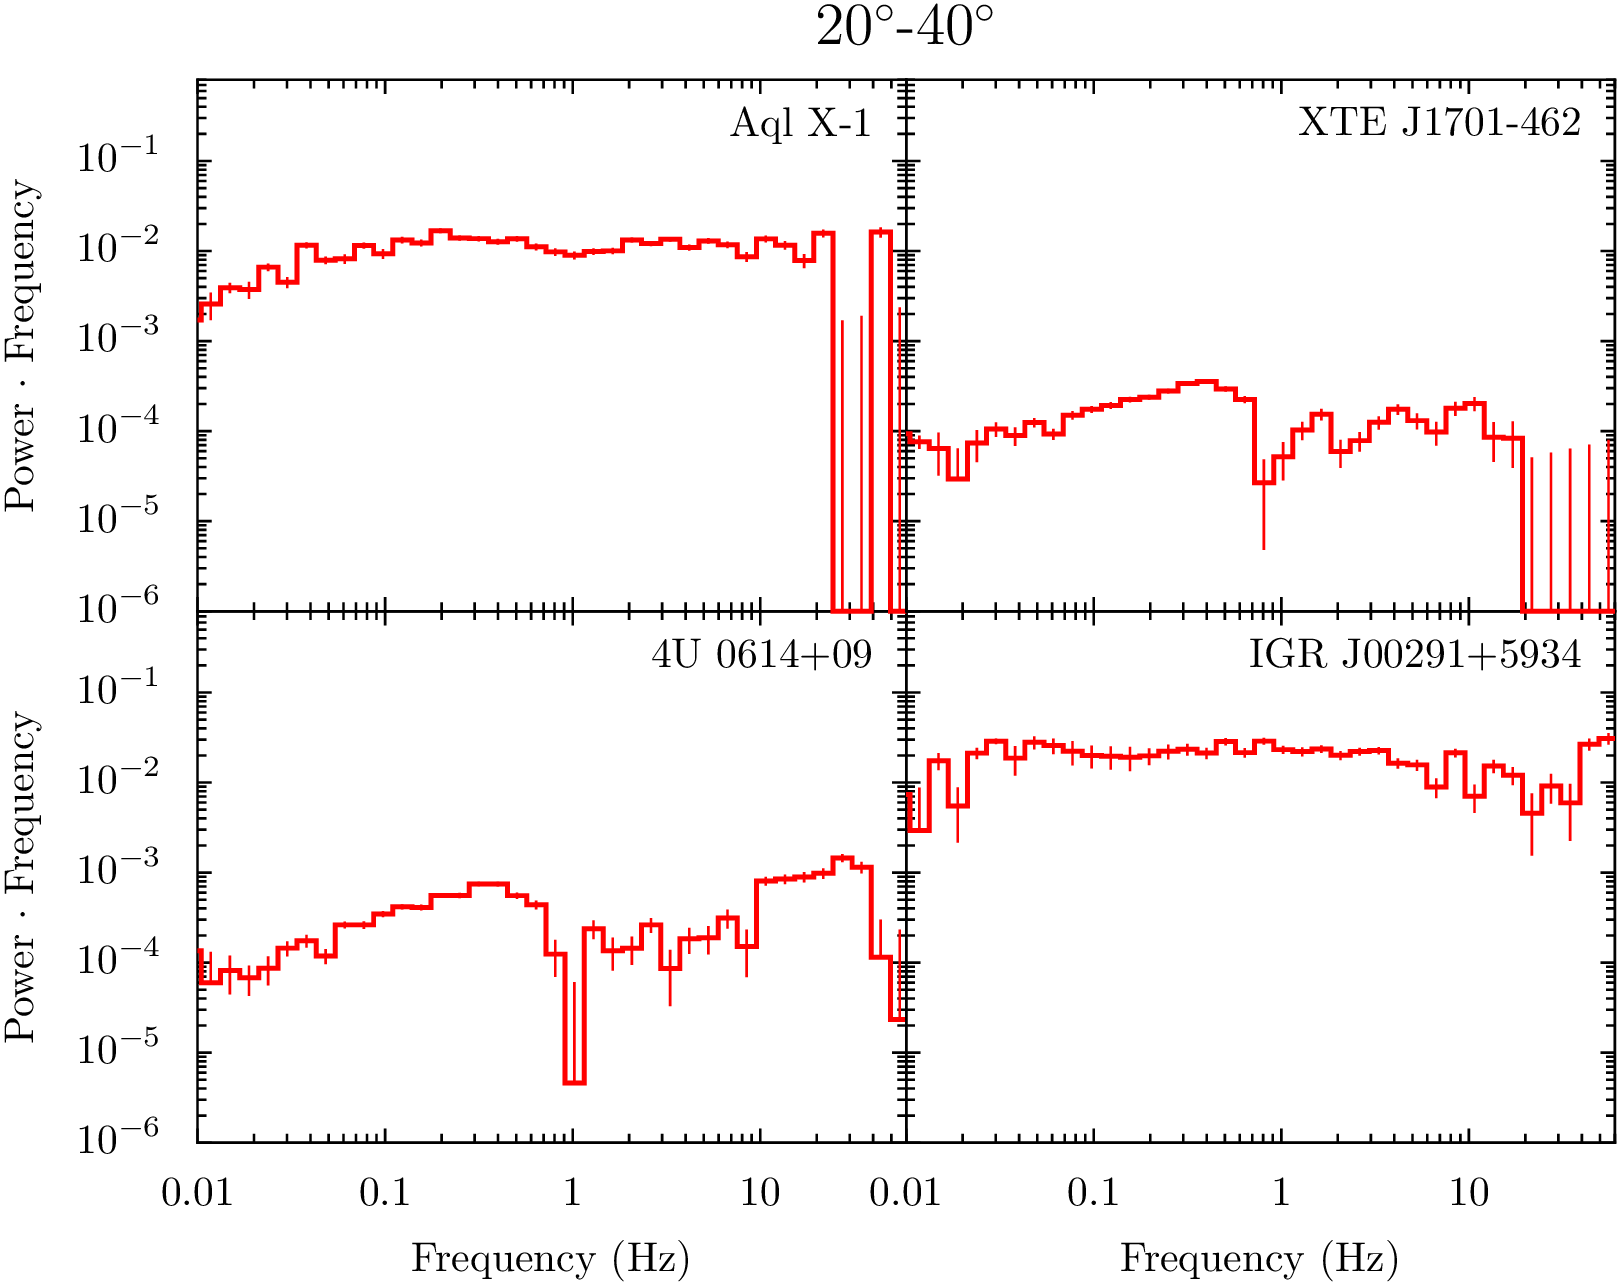 20°-40°
Aql X-1
XTE J1701-462
10⁻¹
10⁻²
10⁻³
10⁻⁴
10⁻⁵
10⁻⁶
Power · Frequency
4U 0614+09
IGR J00291+5934
10⁻¹
10⁻²
10⁻³
10⁻⁴
10⁻⁵
10⁻⁶
Power · Frequency
0.01 0.1 1 10 0.01 0.1 1 10
Frequency (Hz) Frequency (Hz)